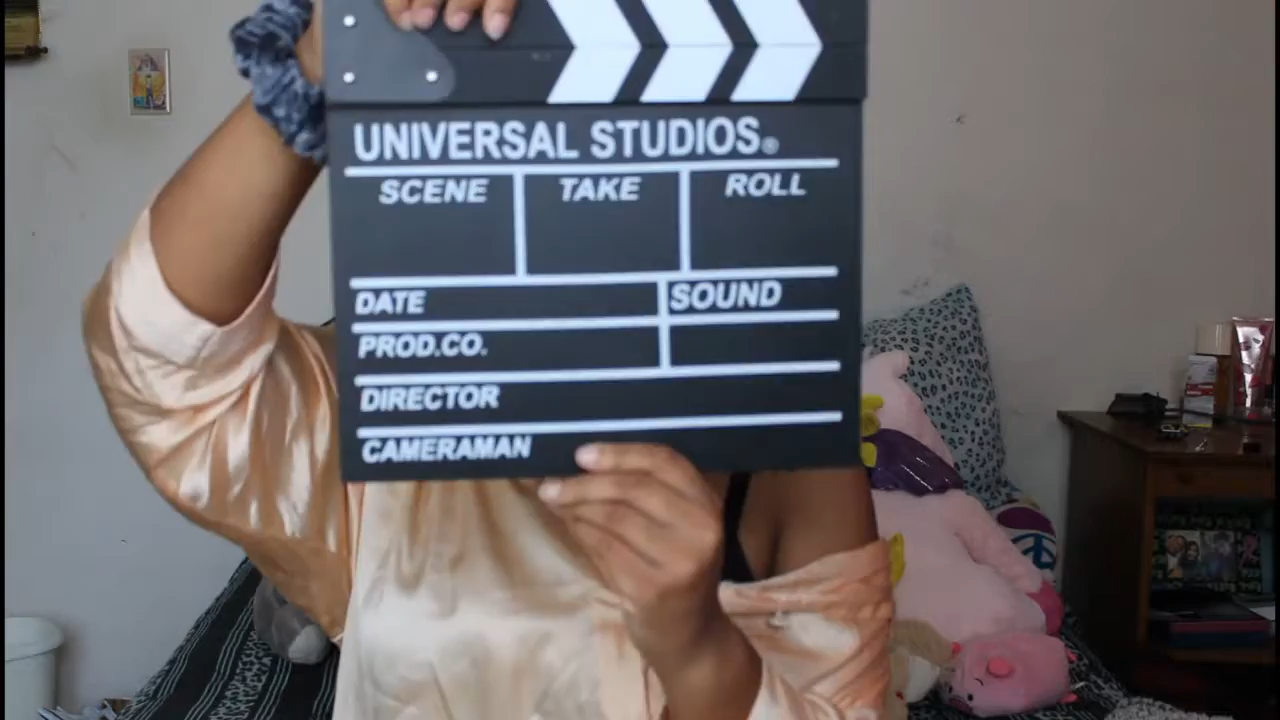 UNIVERSAL STUDIOS®
SCENE TAKE ROLL
DATE SOUND
PROD.CO.
DIRECTOR
CAMERAMAN